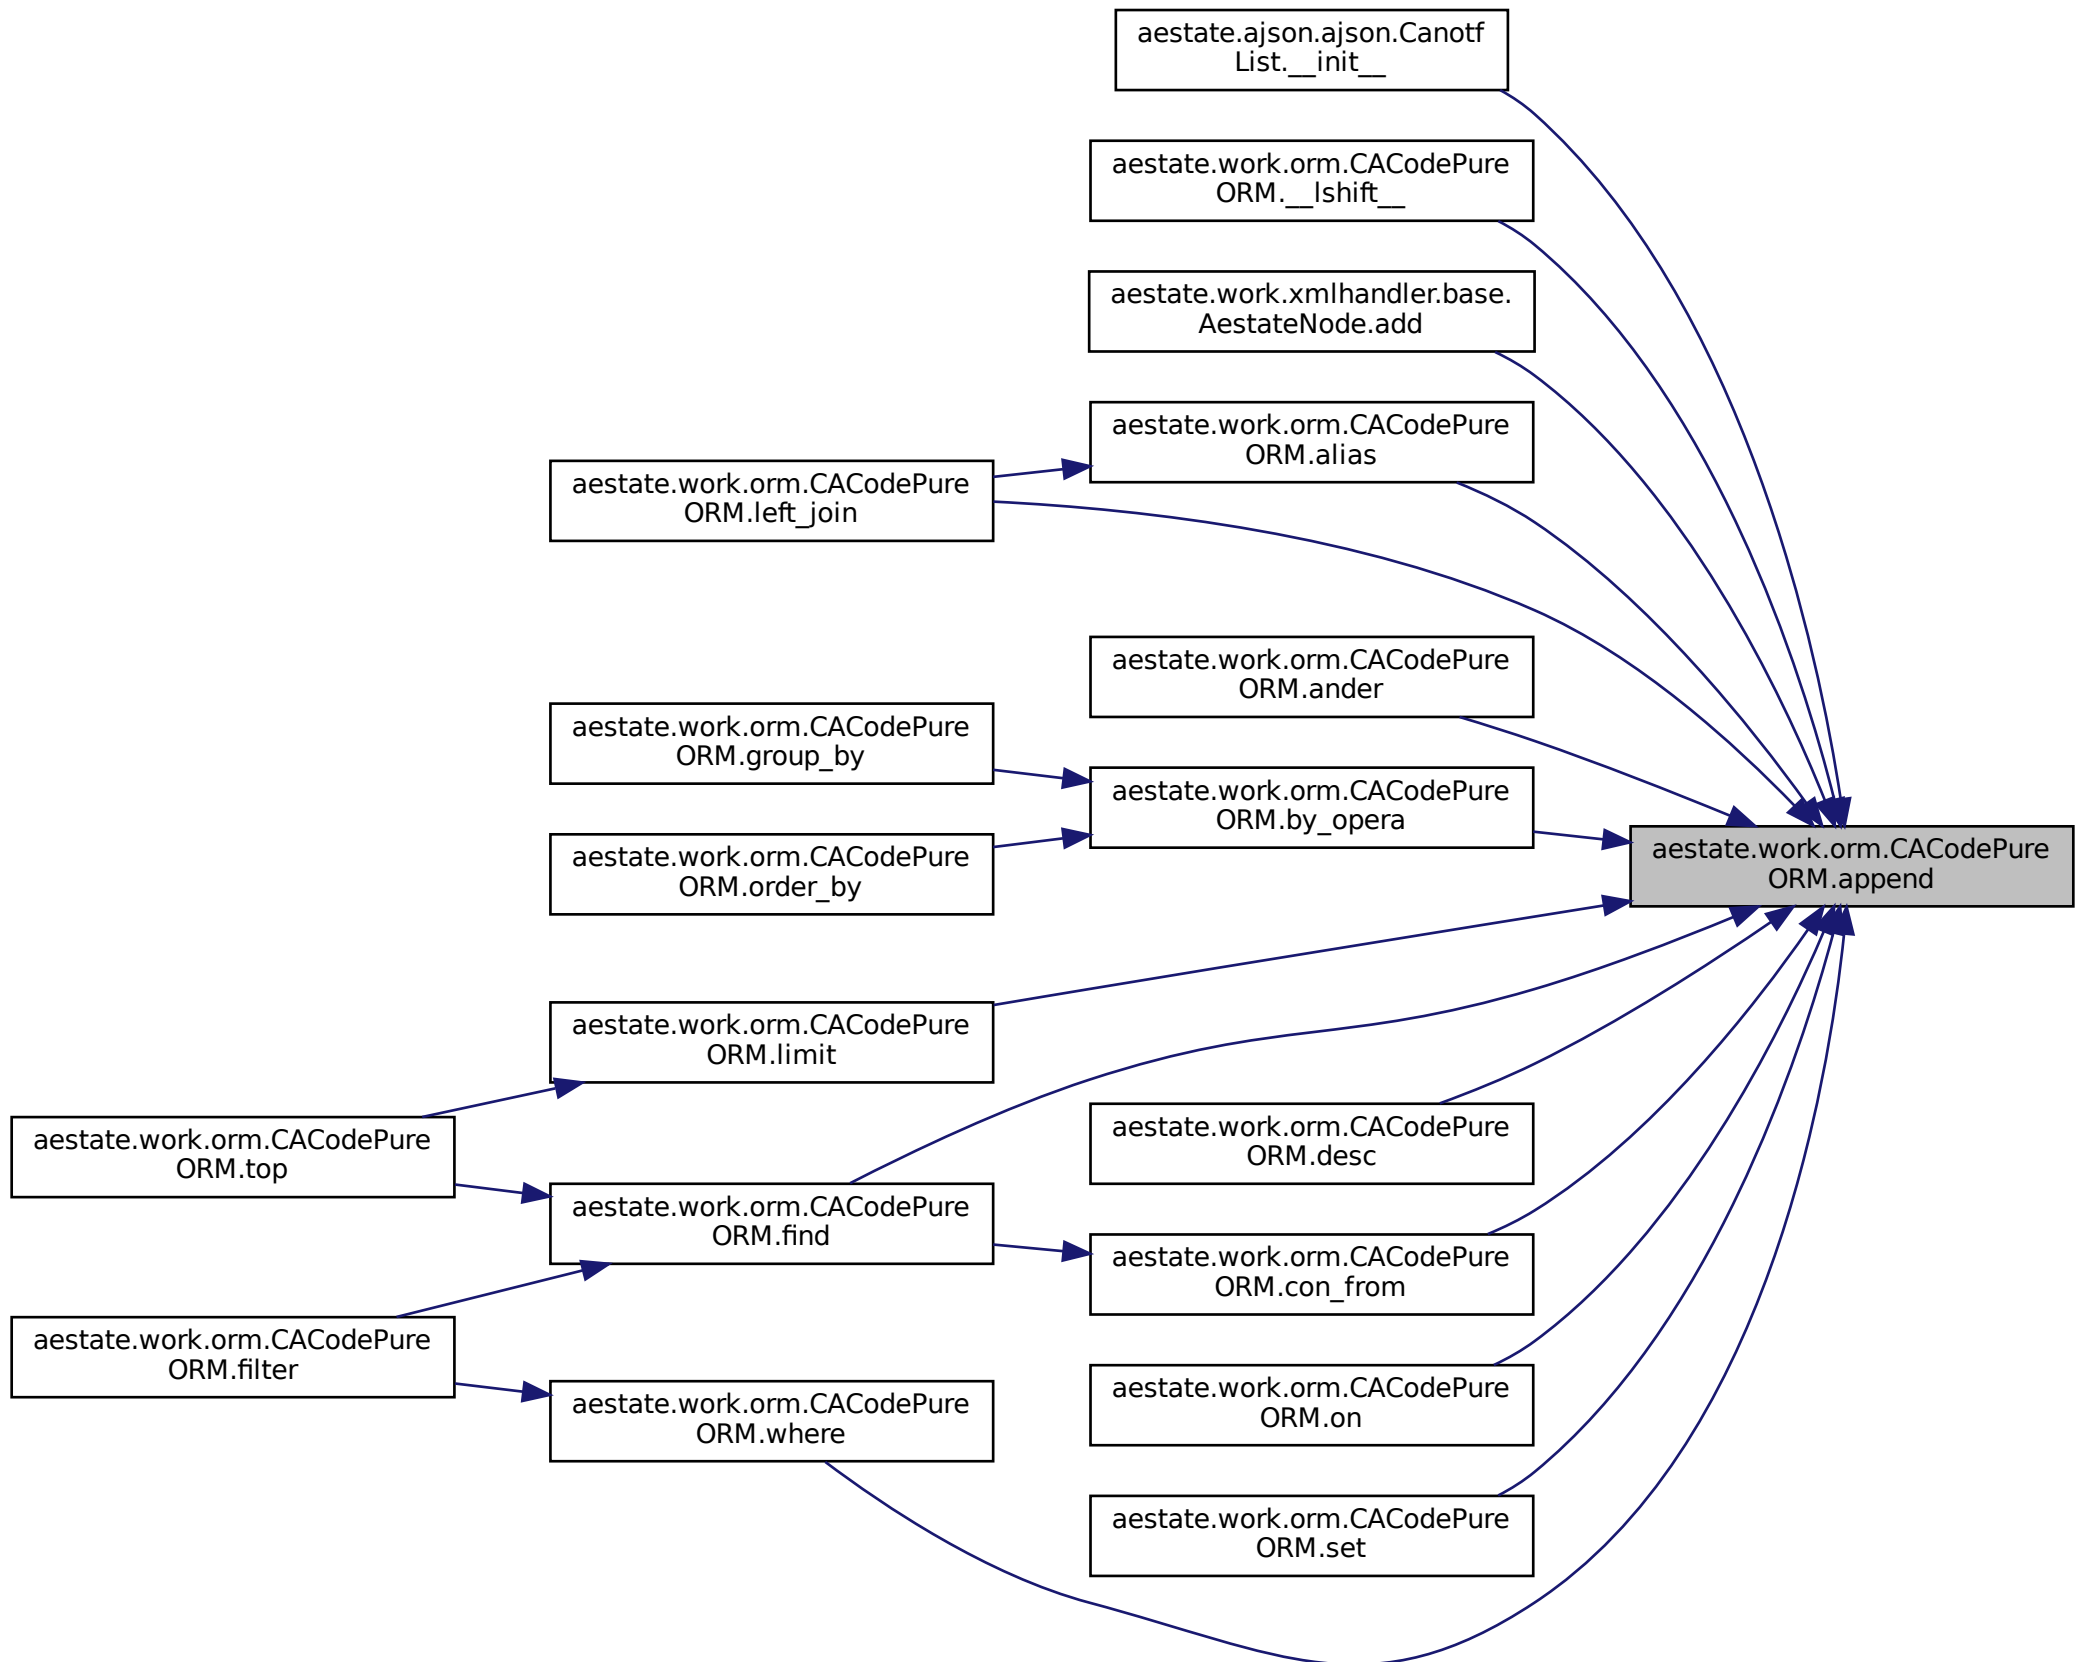 aestate.ajson.ajson.Canotf
List.__init__
aestate.work.orm.CACodePure
ORM.__lshift__
aestate.work.xmlhandler.base.
AestateNode.add
aestate.work.orm.CACodePure
ORM.alias
aestate.work.orm.CACodePure
ORM.left_join
aestate.work.orm.CACodePure
ORM.ander
aestate.work.orm.CACodePure
ORM.group_by
aestate.work.orm.CACodePure
ORM.by_opera
aestate.work.orm.CACodePure
ORM.append
aestate.work.orm.CACodePure
ORM.order_by
aestate.work.orm.CACodePure
ORM.limit
aestate.work.orm.CACodePure
ORM.desc
aestate.work.orm.CACodePure
ORM.top
aestate.work.orm.CACodePure
ORM.find
aestate.work.orm.CACodePure
ORM.con_from
aestate.work.orm.CACodePure
ORM.filter
aestate.work.orm.CACodePure
ORM.on
aestate.work.orm.CACodePure
ORM.where
aestate.work.orm.CACodePure
ORM.set